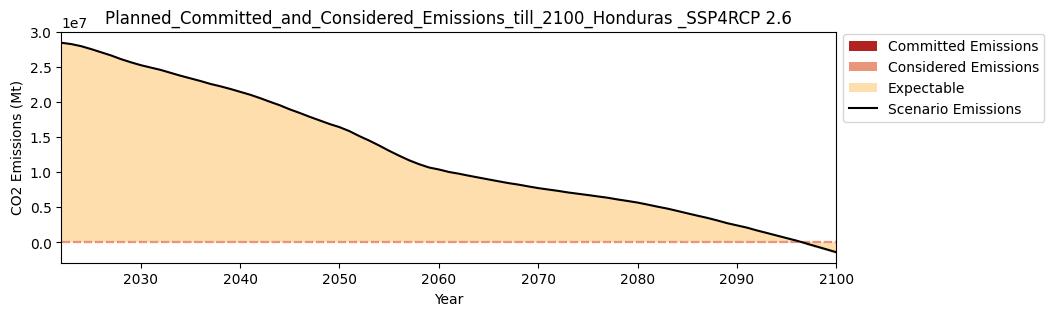 Planned_Committed_and_Considered_Emissions_till_2100_Honduras _SSP4RCP 2.6
1e7
3.0
2.5
2.0
1.5
1.0
0.5
0.0
CO2 Emissions (Mt)
2030 2040 2050 2060 2070 2080 2090 2100
Year
Committed Emissions
Considered Emissions
Expectable
Scenario Emissions